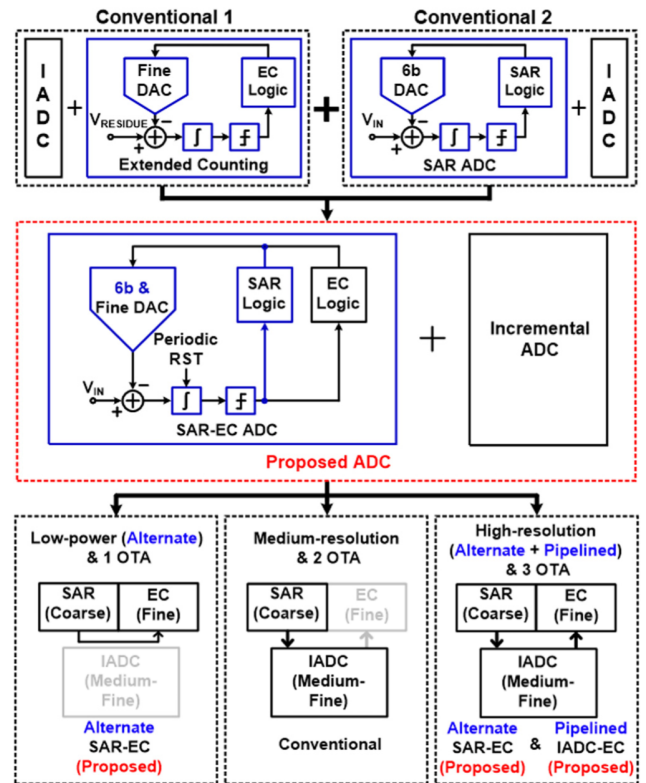 Conventional 1
Conventional 2
I
A
D
C
+
Fine
DAC
EC
Logic
VRESIDUE
−
+
∫
Extended Counting
+
6b
DAC
SAR
Logic
VIN
−
+
∫
SAR ADC
+
I
A
D
C
6b &
Fine DAC
SAR
Logic
EC
Logic
Periodic
RST
VIN
−
+
∫
SAR-EC ADC
+
Incremental
ADC
Proposed ADC
Low-power (Alternate)
& 1 OTA
SAR
(Coarse)
EC
(Fine)
IADC
(Medium-
Fine)
Alternate
SAR-EC
(Proposed)
Medium-resolution
& 2 OTA
SAR
(Coarse)
EC
(Fine)
IADC
(Medium-
Fine)
Conventional
High-resolution
(Alternate + Pipelined)
& 3 OTA
SAR
(Coarse)
EC
(Fine)
IADC
(Medium-
Fine)
Alternate Pipelined
SAR-EC & IADC-EC
(Proposed) (Proposed)